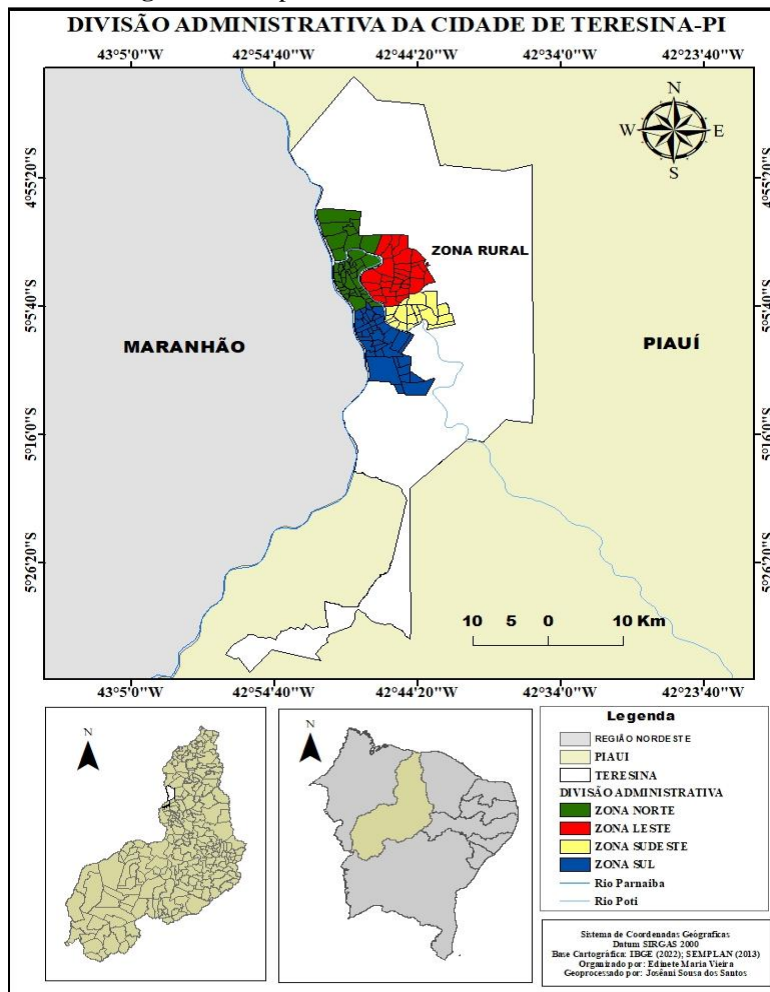 DIVISÃO ADMINISTRATIVA DA CIDADE DE TERESINA-PI
43°5'0"W 42°54'40"W 42°44'20"W 42°34'0"W 42°23'40"W
N
W E
S
4°55'20"S 4°55'20"S
ZONA RURAL
5°5'40"S 5°5'40"S
MARANHÃO PIAUÍ
5°16'0"S 5°16'0"S
5°26'20"S 5°26'20"S
10 5 0 10 Km
43°5'0"W 42°54'40"W 42°44'20"W 42°34'0"W 42°23'40"W
N
N
Legenda
REGIÃO NORDESTE
PIAUI
TERESINA
DIVISÃO ADMINISTRATIVA
ZONA NORTE
ZONA LESTE
ZONA SUDESTE
ZONA SUL
Rio Parnaíba
Rio Poti
Sistema de Coordenadas Geógraficas
Datum SIRGAS 2000
Base Cartográfica: IBGE (2022); SEMPLAN (2013)
Organizado por: Edinete Maria Vieira
Geoprocessado por: Josêani Sousa dos Santos